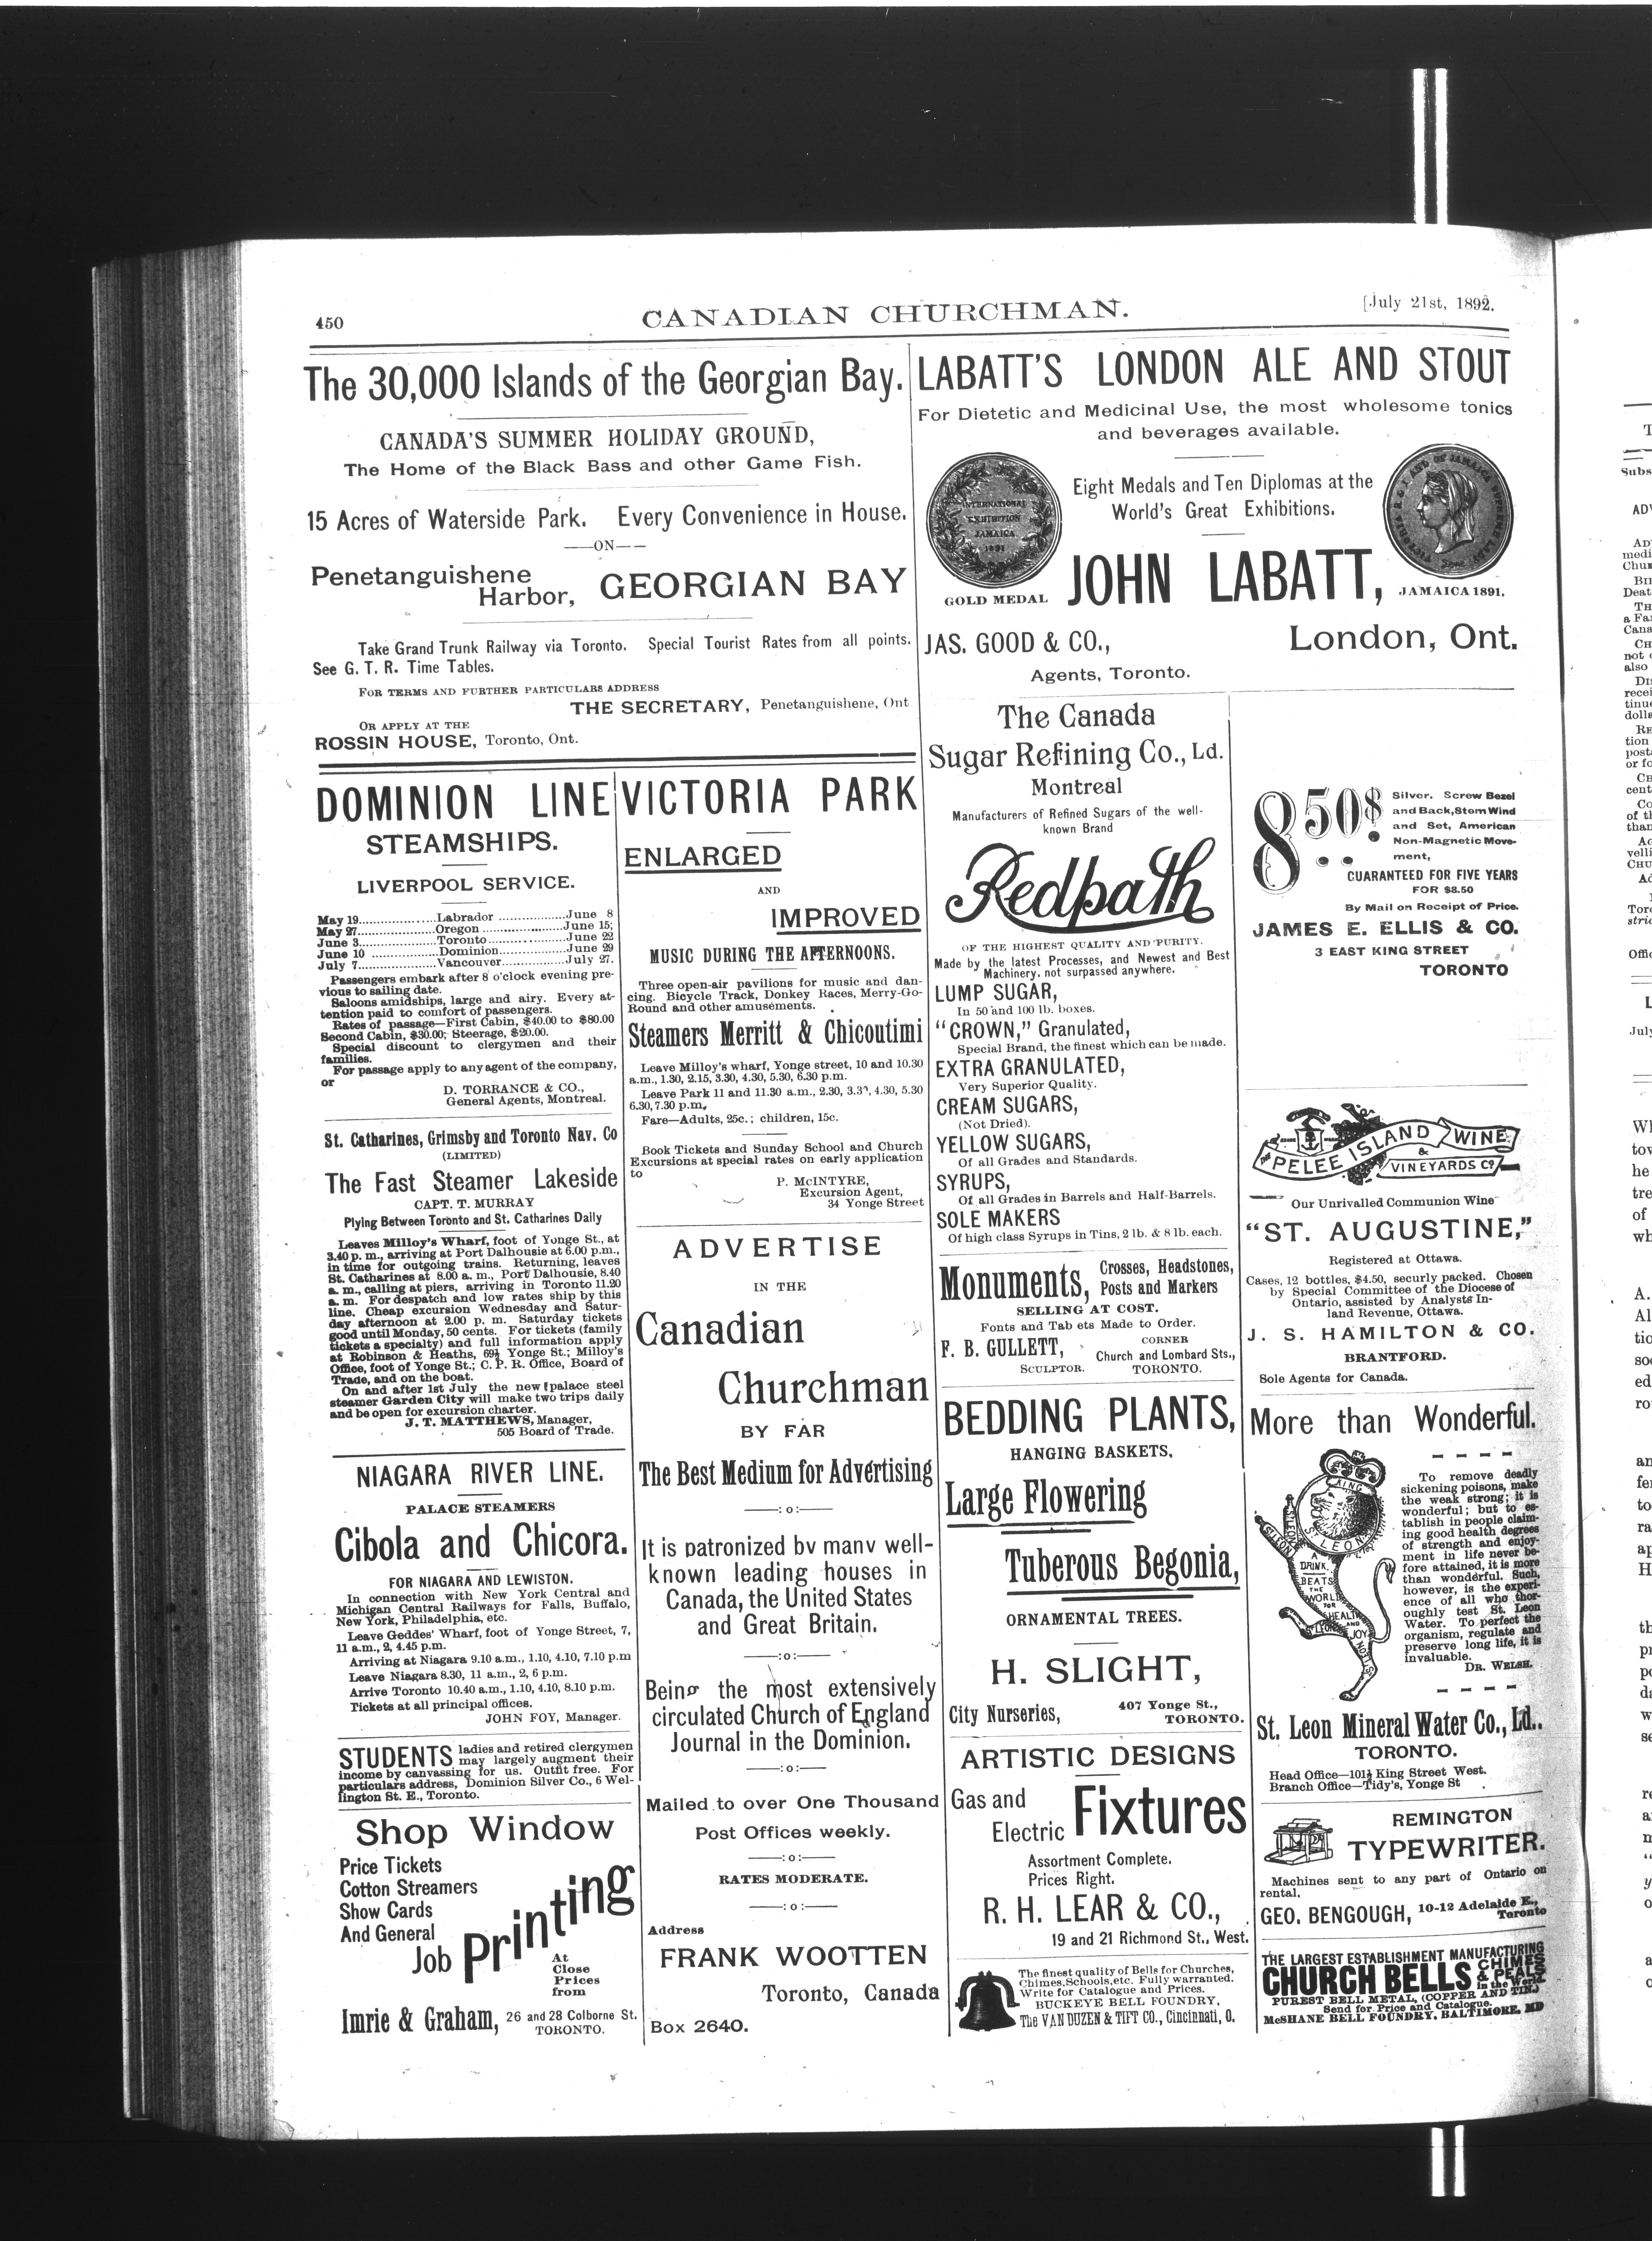 450
CANADIAN CHURCHMAN.
[July 21st, 1892.
The 30,000 Islands of the Georgian Bay.
CANADA'S SUMMER HOLIDAY GROUND,
The Home of the Black Bass and other Game Fish.
15 Acres of Waterside Park. Every Convenience in House.
——ON——
Penetanguishene
Harbor, GEORGIAN BAY
Take Grand Trunk Railway via Toronto. Special Tourist Rates from all points.
See G. T. R. Time Tables.
FOR TERMS AND FURTHER PARTICULARS ADDRESS
THE SECRETARY, Penetanguishene, Ont
OR APPLY AT THE
ROSSIN HOUSE, Toronto, Ont.
LABATT'S LONDON ALE AND STOUT
For Dietetic and Medicinal Use, the most wholesome tonics
and beverages available.
INTERNATIONAL
EXHIBITION
JAMAICA
1891
Eight Medals and Ten Diplomas at the
World's Great Exhibitions.
GOLD MEDAL
JOHN LABATT,
JAMAICA 1891.
JAS. GOOD & CO.,
London, Ont.
Agents, Toronto.
DOMINION LINE
STEAMSHIPS.
LIVERPOOL SERVICE.
May 19....................Labrador .................June 8
May 27....................Oregon ......................June 15;
June 3....................Toronto....................June 22
June 10 .................Dominion.................June 29
July 7....................Vancouver................July 27.
Passengers embark after 8 o'clock evening pre-
vious to sailing date.
Saloons amidships, large and airy. Every at-
tention paid to comfort of passengers.
Rates of passage—First Cabin, $40.00 to $80.00
Second Cabin, $30.00; Steerage, $20.00.
Special discount to clergymen and their
families.
For passage apply to any agent of the company,
or
D. TORRANCE & CO.,
General Agents, Montreal.
St. Catharines, Grimsby and Toronto Nav. Co
(LIMITED)
The Fast Steamer Lakeside
CAPT. T. MURRAY
Plying Between Toronto and St. Catharines Daily
Leaves Milloy's Wharf, foot of Yonge St., at
3.40 p. m., arriving at Port Dalhousie at 6.00 p.m.,
in time for outgoing trains. Returning, leaves
St. Catharines at 8.00 a. m., Port Dalhousie, 8.40
a. m., calling at piers, arriving in Toronto 11.20
a. m. For despatch and low rates ship by this
line. Cheap excursion Wednesday and Satur-
day afternoon at 2.00 p. m. Saturday tickets
good until Monday, 50 cents. For tickets (family
tickets a specialty) and full information apply
at Robinson & Heaths, 69½ Yonge St.; Milloy's
Office, foot of Yonge St.; C. P. R. Office, Board of
Trade, and on the boat.
On and after 1st July the new palace steel
steamer Garden City will make two trips daily
and be open for excursion charter.
J. T. MATTHEWS, Manager,
505 Board of Trade.
NIAGARA RIVER LINE.
PALACE STEAMERS
Cibola and Chicora.
FOR NIAGARA AND LEWISTON.
In connection with New York Central and
Michigan Central Railways for Falls, Buffalo,
New York, Philadelphia, etc.
Leave Geddes' Wharf, foot of Yonge Street, 7,
11 a.m., 2, 4.45 p.m.
Arriving at Niagara 9.10 a.m., 1.10, 4.10, 7.10 p.m
Leave Niagara 8.30, 11 a.m., 2, 6 p.m.
Arrive Toronto 10.40 a.m., 1.10, 4.10, 8.10 p.m.
Tickets at all principal offices.
JOHN FOY, Manager.
STUDENTS ladies and retired clergymen
may largely augment their
income by canvassing for us. Outfit free. For
particulars address, Dominion Silver Co., 6 Wel-
lington St. E., Toronto.
Shop Window
Price Tickets
Cotton Streamers
Show Cards
And General
Job Printing
At
Close
Prices
from
Imrie & Graham, 26 and 28 Colborne St.
TORONTO.
VICTORIA PARK
ENLARGED
AND
IMPROVED
MUSIC DURING THE AFTERNOONS.
Three open-air pavilions for music and dan-
cing. Bicycle Track, Donkey Races, Merry-Go-
Round and other amusements.
Steamers Merritt & Chicoutimi
Leave Milloy's wharf, Yonge street, 10 and 10.30
a.m., 1.30, 2.15, 3.30, 4.30, 5.30, 6.30 p.m.
Leave Park 11 and 11.30 a.m., 2.30, 3.30, 4.30, 5.30
6.30, 7.30 p.m.
Fare—Adults, 25c.; children, 15c.
Book Tickets and Sunday School and Church
Excursions at special rates on early application
to
P. McINTYRE,
Excursion Agent,
34 Yonge Street
ADVERTISE
IN THE
Canadian
Churchman
BY FAR
The Best Medium for Advertising
——:o:——
It is patronized by many well-
known leading houses in
Canada, the United States
and Great Britain.
——:o:——
Being the most extensively
circulated Church of England
Journal in the Dominion.
——:o:——
Mailed to over One Thousand
Post Offices weekly.
——:o:——
RATES MODERATE.
——:o:——
Address
FRANK WOOTTEN
Toronto, Canada
Box 2640.
The Canada
Sugar Refining Co., Ld.
Montreal
Manufacturers of Refined Sugars of the well-
known Brand
Redpath
OF THE HIGHEST QUALITY AND PURITY.
Made by the latest Processes, and Newest and Best
Machinery, not surpassed anywhere.
LUMP SUGAR,
In 50 and 100 lb. boxes.
"CROWN," Granulated,
Special Brand, the finest which can be made.
EXTRA GRANULATED,
Very Superior Quality.
CREAM SUGARS,
(Not Dried).
YELLOW SUGARS,
Of all Grades and Standards.
SYRUPS,
Of all Grades in Barrels and Half-Barrels.
SOLE MAKERS
Of high class Syrups in Tins, 2 lb. & 8 lb. each.
Monuments, Crosses, Headstones,
Posts and Markers
SELLING AT COST.
Fonts and Tab ets Made to Order.
F. B. GULLETT,
SCULPTOR.
CORNER
Church and Lombard Sts.,
TORONTO.
BEDDING PLANTS,
HANGING BASKETS,
Large Flowering
Tuberous Begonia,
ORNAMENTAL TREES.
H. SLIGHT,
City Nurseries, 407 Yonge St.,
TORONTO.
ARTISTIC DESIGNS
Gas and
Electric Fixtures
Assortment Complete.
Prices Right.
R. H. LEAR & CO.,
19 and 21 Richmond St., West.
The finest quality of Bells for Churches,
Chimes, Schools, etc. Fully warranted.
Write for Catalogue and Prices.
BUCKEYE BELL FOUNDRY,
The VAN DUZEN & TIFT CO., Cincinnati, O.
$8.50
Silver. Screw Bezel
and Back, Stem Wind
and Set, American
Non-Magnetic Move-
ment,
GUARANTEED FOR FIVE YEARS
FOR $8.50
By Mail on Receipt of Price.
JAMES E. ELLIS & CO.
3 EAST KING STREET
TORONTO
THE PELEE ISLAND WINE
&
VINEYARDS Co.
Our Unrivalled Communion Wine
"ST. AUGUSTINE,"
Registered at Ottawa.
Cases, 12 bottles, $4.50, securly packed. Chosen
by Special Committee of the Diocese of
Ontario, assisted by Analysts In-
land Revenue, Ottawa.
J. S. HAMILTON & CO.
BRANTFORD.
Sole Agents for Canada.
More than Wonderful.
KING
ST LEON
A
DRINK
BEATS
THE
WORLD
FOR
HEALTH
AND
JOY
To remove deadly
sickening poisons, make
the weak strong; it is
wonderful; but to es-
tablish in people claim-
ing good health degrees
of strength and enjoy-
ment in life never be-
fore attained, it is more
than wonderful. Such,
however, is the experi-
ence of all who thor-
oughly test St. Leon
Water. To perfect the
organism, regulate and
preserve long life, it is
invaluable.
DR. WELSH.
St. Leon Mineral Water Co., Ld..
TORONTO.
Head Office—101½ King Street West.
Branch Office—Tidy's, Yonge St
REMINGTON
TYPEWRITER.
Machines sent to any part of Ontario on
rental.
GEO. BENGOUGH, 10-12 Adelaide E.,
Toronto
THE LARGEST ESTABLISHMENT MANUFACTURING
CHURCH BELLS CHIMES
& PEALS
in the World
PUREST BELL METAL, (COPPER AND TIN.)
Send for Price and Catalogue.
McSHANE BELL FOUNDRY, BALTIMORE, MD